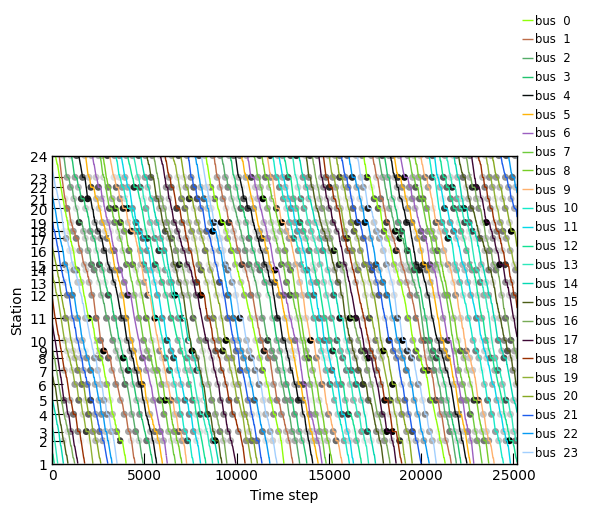 bus 0
bus 1
bus 2
bus 3
bus 4
bus 5
bus 6
bus 7
bus 8
bus 9
bus 10
bus 11
bus 12
bus 13
bus 14
bus 15
bus 16
bus 17
bus 18
bus 19
bus 20
bus 21
bus 22
bus 23
24
23
22
21
20
19
18
17
16
15
14
13
12
11
10
9
8
7
6
5
4
3
2
1
Station
0 5000 10000 15000 20000 25000
Time step